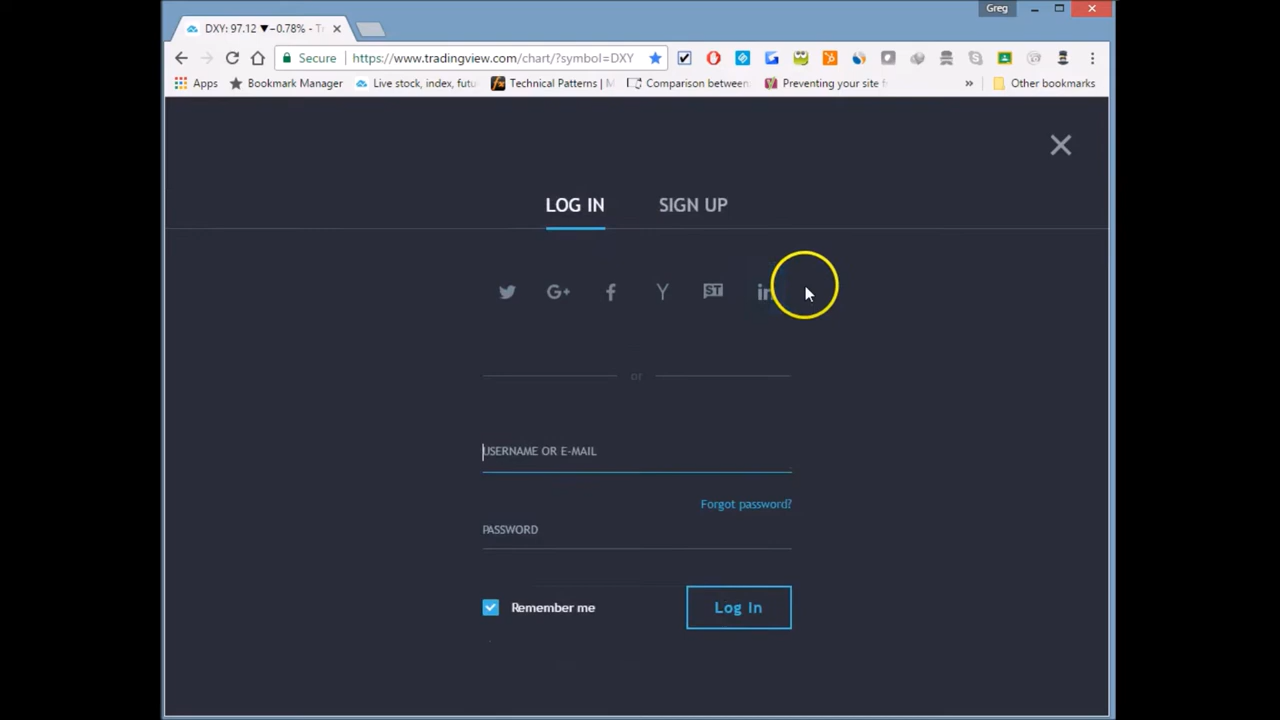 Greg
DXY: 97.12 ▼−0.78% - Tr
Secure https://www.tradingview.com/chart/?symbol=DXY
Apps Bookmark Manager Live stock, index, futu Technical Patterns | M Comparison between Preventing your site f » Other bookmarks
LOG IN SIGN UP
G+ f Y ST in
or
USERNAME OR E-MAIL
Forgot password?
PASSWORD
Remember me Log In